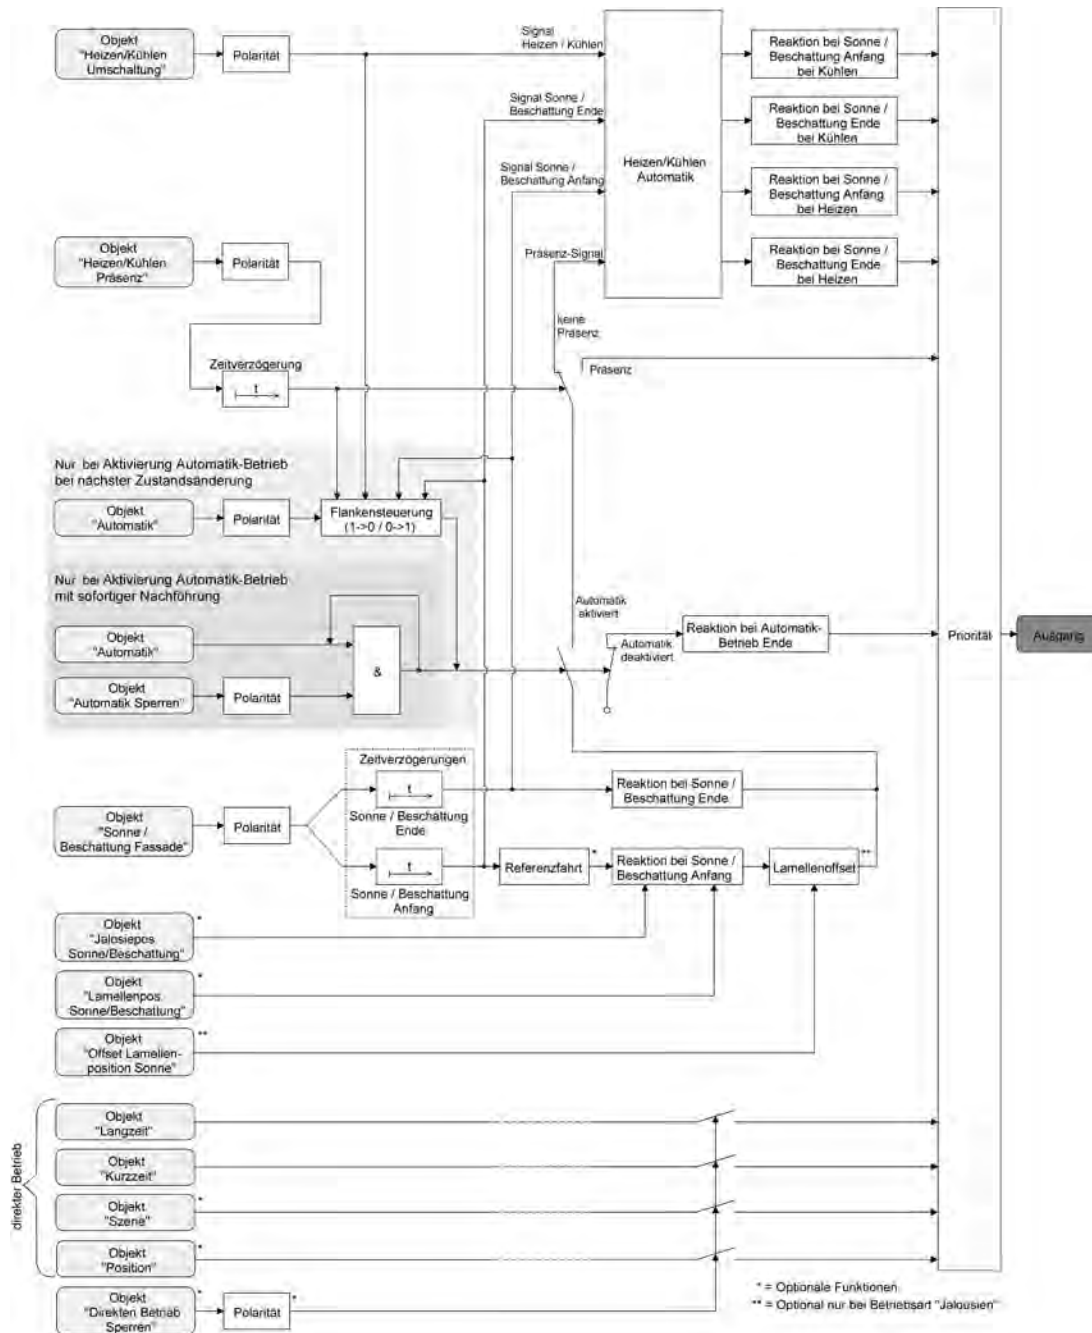 Objekt
"Heizen/Kühlen
Umschaltung"
Polarität
Signal
Heizen / Kühlen
Reaktion bei Sonne /
Beschattung Anfang
bei Kühlen
Signal Sonne /
Beschattung Ende
Reaktion bei Sonne /
Beschattung Ende
bei Kühlen
Heizen/Kühlen
Automatik
Signal Sonne /
Beschattung Anfang
Reaktion bei Sonne /
Beschattung Anfang
bei Heizen
Objekt
"Heizen/Kühlen
Präsenz"
Polarität
Präsenz-Signal
Reaktion bei Sonne /
Beschattung Ende
bei Heizen
keine
Präsenz
Präsenz
Zeitverzögerung
t
Nur bei Aktivierung Automatik-Betrieb
bei nächster Zustandsänderung
Objekt
"Automatik"
Polarität
Flankensteuerung
(1->0 / 0->1)
Nur bei Aktivierung Automatik-Betrieb
mit sofortiger Nachführung
Objekt
"Automatik"
Objekt
"Automatik Sperren"
Polarität
&
Automatik
aktiviert
Automatik
deaktiviert
Reaktion bei Automatik-
Betrieb Ende
Priorität
Ausgang
Zeitverzögerungen
t
Sonne / Beschattung
Ende
Reaktion bei Sonne /
Beschattung Ende
Objekt
"Sonne /
Beschattung Fassade"
Polarität
t
Sonne / Beschattung
Anfang
Referenzfahrt
*
Reaktion bei Sonne /
Beschattung Anfang
Lamellenoffset
**
Objekt
"Jalosiepos
Sonne/Beschattung"
*
Objekt
"Lamellenpos
Sonne/Beschattung"
*
Objekt
"Offset Lamellen-
position Sonne"
**
direkter Betrieb
Objekt
"Langzeit"
Objekt
"Kurzzeit"
Objekt
"Szene"
*
Objekt
"Position"
*
Objekt
"Direkten Betrieb
Sperren"
*
Polarität
*
* = Optionale Funktionen
** = Optional nur bei Betriebsart "Jalousien"